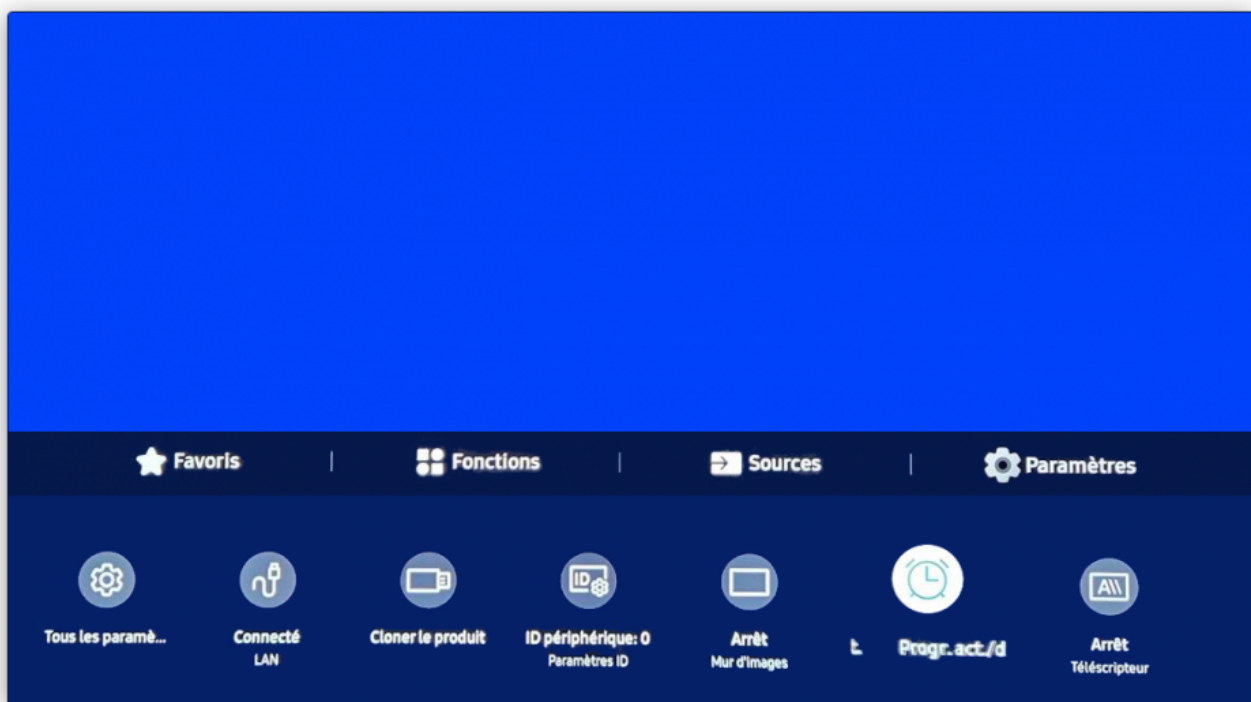 Favoris
Fonctions
Sources
Paramètres
ID
A
Tous les paramè...
Connecté
LAN
Cloner le produit
ID périphérique: 0
Paramètres ID
Arrêt
Mur d'images
t. Progr. act./d
Arrêt
Téléscripteur